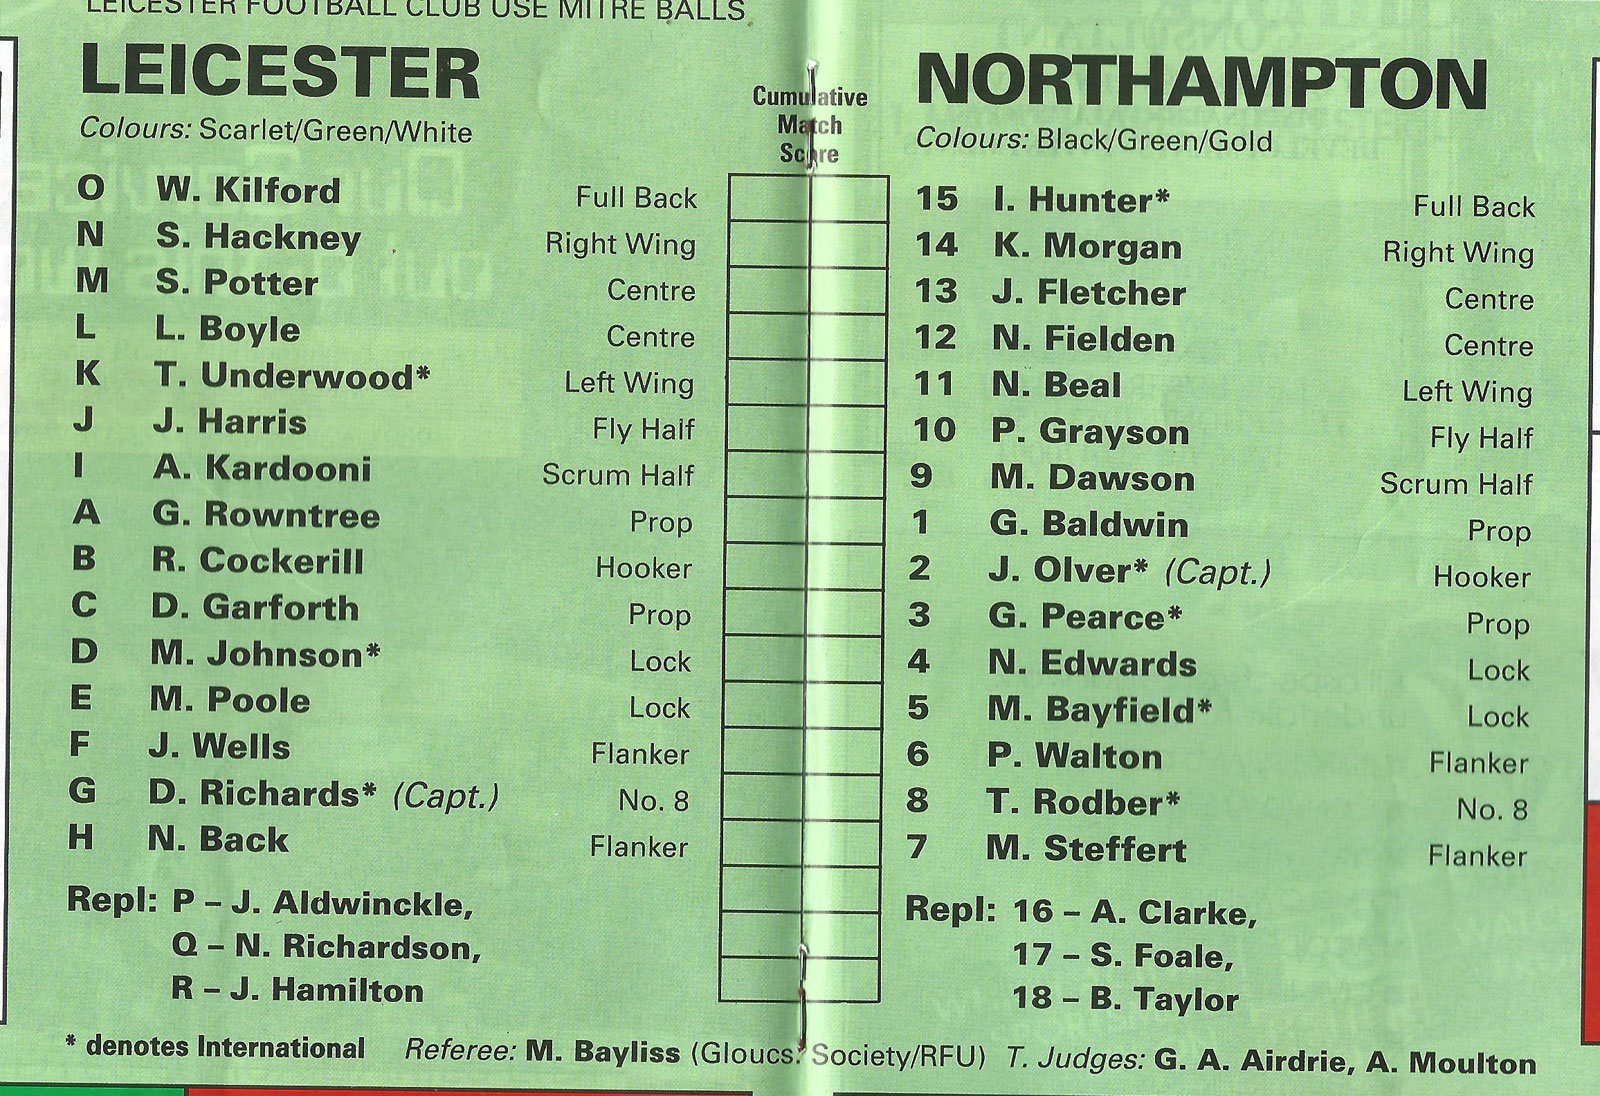 LEICESTER FOOTBALL CLUB USE MITRE BALLS
LEICESTER
Colours: Scarlet/Green/White
O W. Kilford Full Back
N S. Hackney Right Wing
M S. Potter Centre
L L. Boyle Centre
K T. Underwood* Left Wing
J J. Harris Fly Half
I A. Kardooni Scrum Half
A G. Rowntree Prop
B R. Cockerill Hooker
C D. Garforth Prop
D M. Johnson* Lock
E M. Poole Lock
F J. Wells Flanker
G D. Richards* (Capt.) No. 8
H N. Back Flanker
Repl: P – J. Aldwinckle,
Q – N. Richardson,
R – J. Hamilton
Cumulative
Match
Score
NORTHAMPTON
Colours: Black/Green/Gold
15 I. Hunter* Full Back
14 K. Morgan Right Wing
13 J. Fletcher Centre
12 N. Fielden Centre
11 N. Beal Left Wing
10 P. Grayson Fly Half
9 M. Dawson Scrum Half
1 G. Baldwin Prop
2 J. Olver* (Capt.) Hooker
3 G. Pearce* Prop
4 N. Edwards Lock
5 M. Bayfield* Lock
6 P. Walton Flanker
8 T. Rodber* No. 8
7 M. Steffert Flanker
Repl: 16 – A. Clarke,
17 – S. Foale,
18 – B. Taylor
* denotes International Referee: M. Bayliss (Gloucs. Society/RFU) T. Judges: G. A. Airdrie, A. Moulton